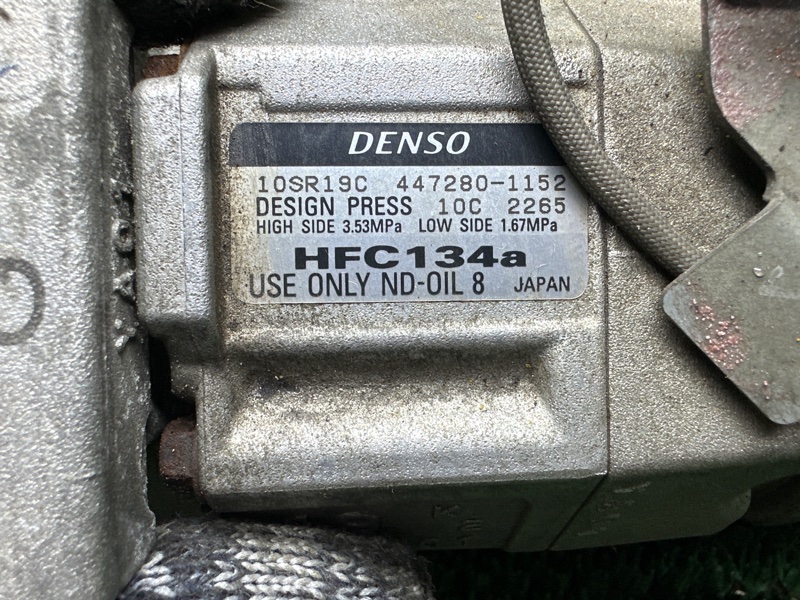 DENSO
10SR19C 447280-1152
DESIGN PRESS 10C 2265
HIGH SIDE 3.53MPa LOW SIDE 1.67MPa
HFC134a
USE ONLY ND-OIL 8 JAPAN